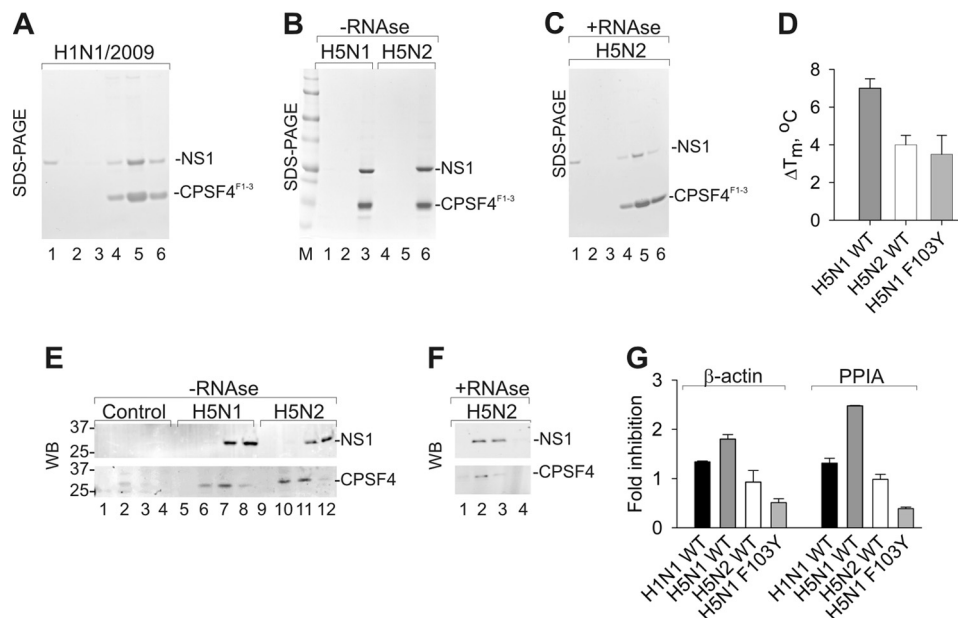 A
H1N1/2009
SDS-PAGE
-NS1
-CPSF4F1-3
1 2 3 4 5 6
B
-RNAse
H5N1 H5N2
SDS-PAGE
-NS1
-CPSF4F1-3
M 1 2 3 4 5 6
C
+RNAse
H5N2
SDS-PAGE
-NS1
-CPSF4F1-3
1 2 3 4 5 6
D
8
6
4
2
0
ΔTm, oC
H5N1 WT
H5N2 WT
H5N1 F103Y
E
-RNAse
Control H5N1 H5N2
WB
37
25
-NS1
37
25
-CPSF4
1 2 3 4 5 6 7 8 9 10 11 12
F
+RNAse
H5N2
WB
-NS1
-CPSF4
1 2 3 4
G
β-actin PPIA
3
2
1
0
Fold inhibition
H1N1 WT
H5N1 WT
H5N2 WT
H5N1 F103Y
H1N1 WT
H5N1 WT
H5N2 WT
H5N1 F103Y